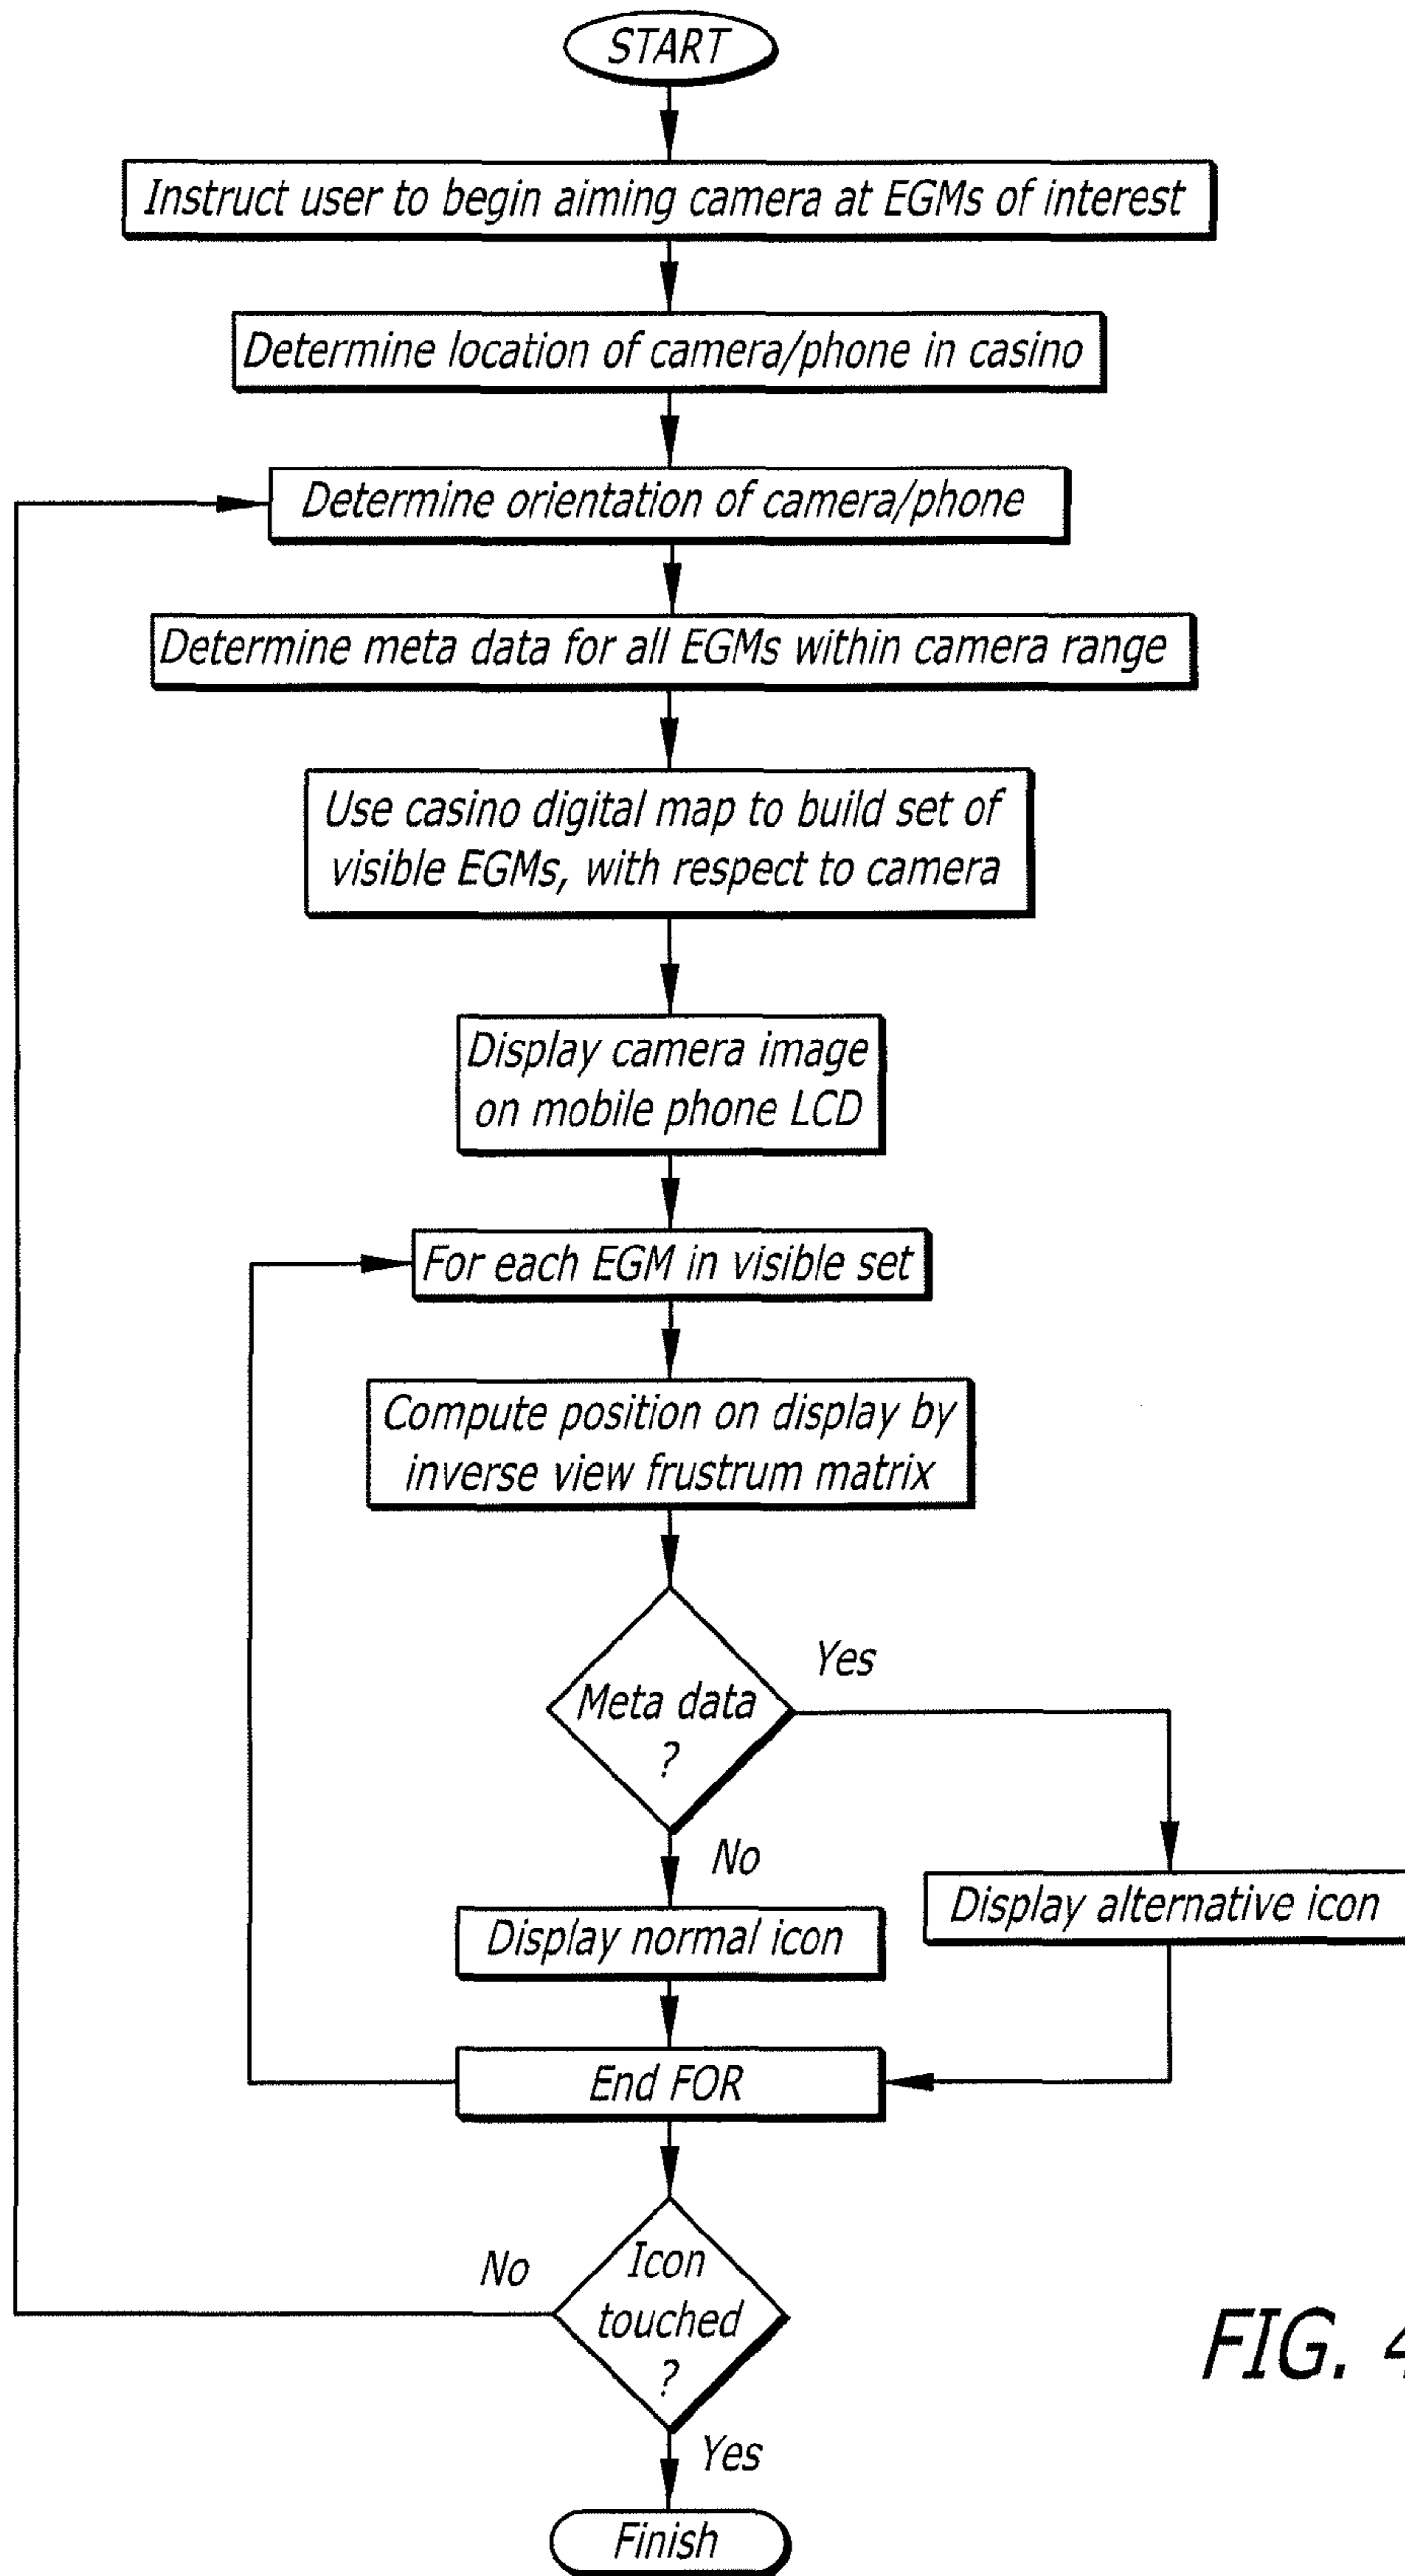 START
Instruct user to begin aiming camera at EGMs of interest
Determine location of camera/phone in casino
Determine orientation of camera/phone
Determine meta data for all EGMs within camera range
Use casino digital map to build set of
visible EGMs, with respect to camera
Display camera image
on mobile phone LCD
For each EGM in visible set
Compute position on display by
inverse view frustrum matrix
Yes
Meta data
?
No
Display alternative icon
Display normal icon
End FOR
No
Icon
touched
?
Yes
Finish
FIG. 4